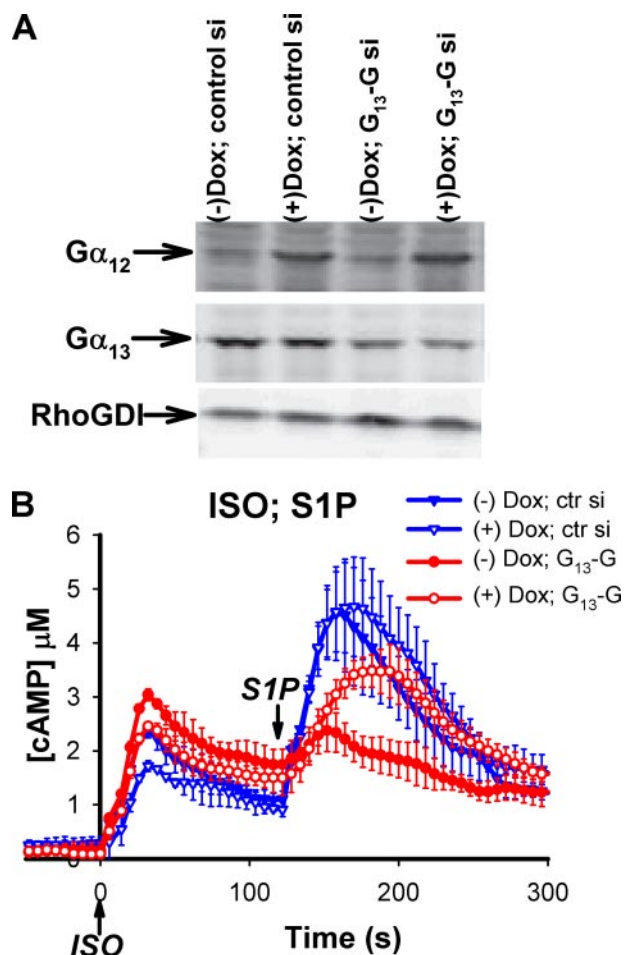 A
(-)Dox; control si
(+)Dox; control si
(-)Dox; G₁₃-G si
(+)Dox; G₁₃-G si
Gα₁₂
Gα₁₃
RhoGDI
B
ISO; S1P
(-) Dox; ctr si
(+) Dox; ctr si
(-) Dox; G₁₃-G
(+) Dox; G₁₃-G
[cAMP] μM
6
5
4
3
2
1
0
S1P
0
100
200
300
ISO
Time (s)